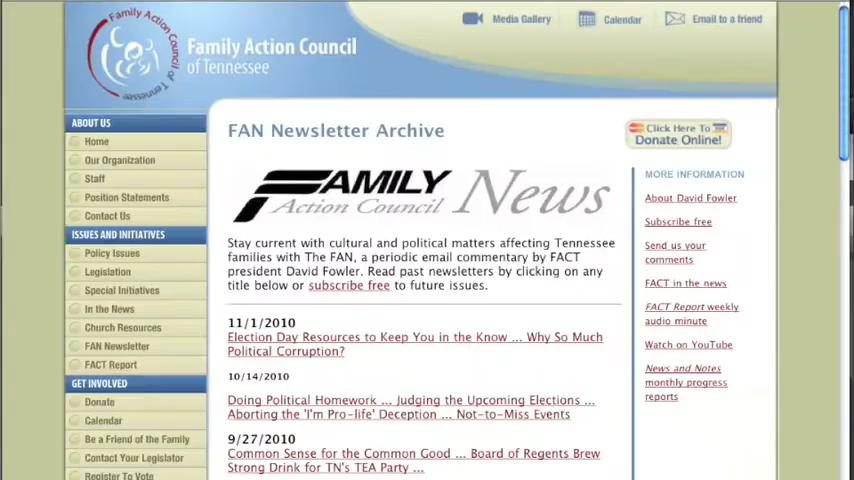 Family Action Council of Tennessee
Family Action Council
of Tennessee
Media Gallery
Calendar
Email to a friend
ABOUT US
Home
Our Organization
Staff
Position Statements
Contact Us
ISSUES AND INITIATIVES
Policy Issues
Legislation
Special Initiatives
In the News
Church Resources
FAN Newsletter
FACT Report
GET INVOLVED
Donate
Calendar
Be a Friend of the Family
Contact Your Legislator
Register To Vote
FAN Newsletter Archive
FAMILY
Action Council
News
Stay current with cultural and political matters affecting Tennessee
families with The FAN, a periodic email commentary by FACT
president David Fowler. Read past newsletters by clicking on any
title below or subscribe free to future issues.
11/1/2010
Election Day Resources to Keep You in the Know ... Why So Much
Political Corruption?
10/14/2010
Doing Political Homework ... Judging the Upcoming Elections ...
Aborting the 'I'm Pro-life' Deception ... Not-to-Miss Events
9/27/2010
Common Sense for the Common Good ... Board of Regents Brew
Strong Drink for TN's TEA Party ...
Click Here To
Donate Online!
MORE INFORMATION
About David Fowler
Subscribe free
Send us your
comments
FACT in the news
FACT Report weekly
audio minute
Watch on YouTube
News and Notes
monthly progress
reports